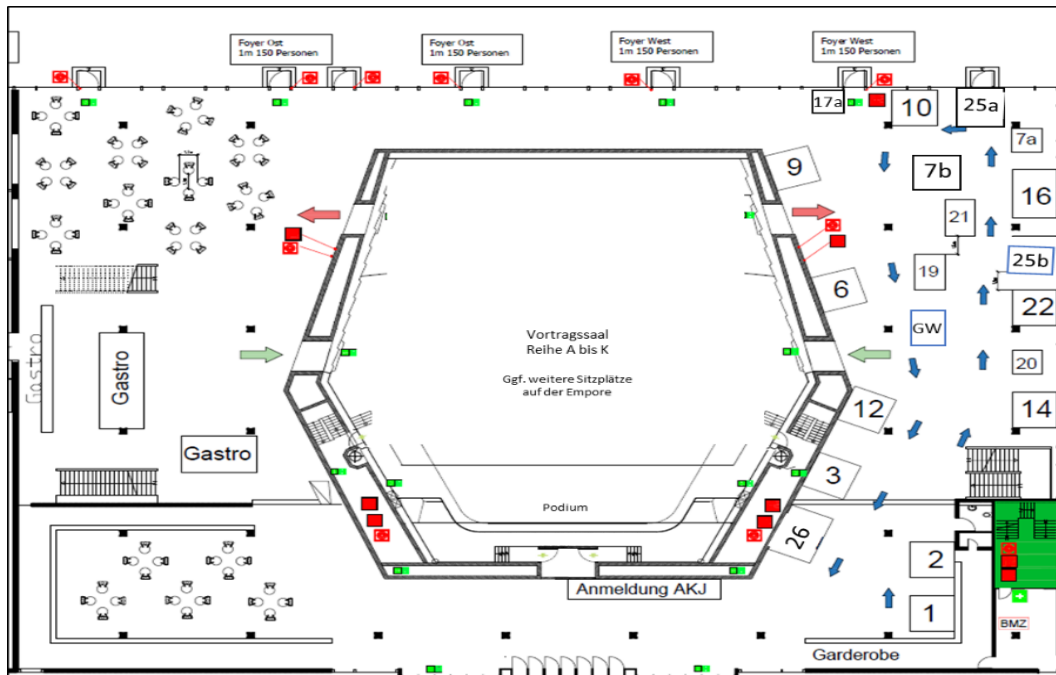 Foyer Ost
1m 150 Personen
Foyer Ost
1m 150 Personen
Foyer West
1m 150 Personen
Foyer West
1m 150 Personen
17a
10
25a
7a
9
7b
16
21
25b
19
6
22
GW
Vortragssaal
Reihe A bis K
Ggf. weitere Sitzplätze
auf der Empore
20
Gastro
Gastro
12
14
Gastro
3
Podium
26
2
Anmeldung AKJ
1
BMZ
Garderobe